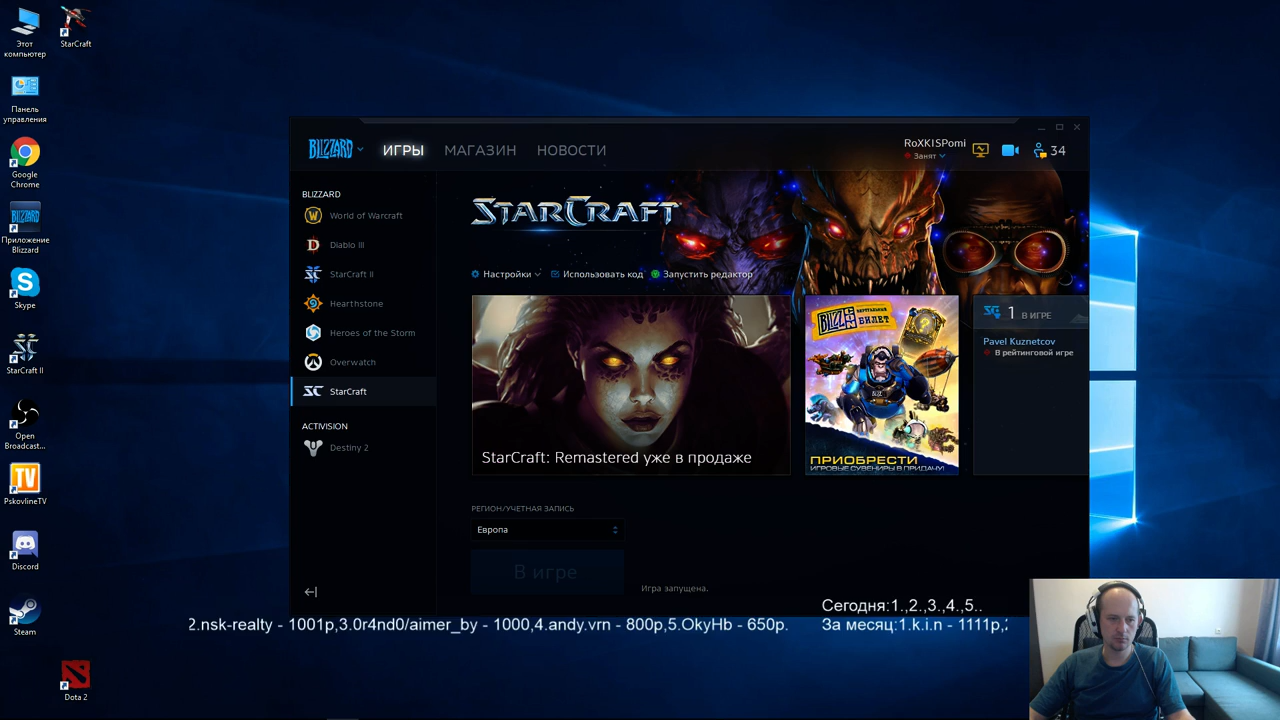 Этот
компьютер
StarCraft
Панель
управления
Google
Chrome
BLIZZARD
Приложение
Blizzard
Skype
StarCraft II
Open
Broadcast...
TV
PskovlineTV
Discord
Steam
Dota 2
BLIZZARD
ИГРЫ
МАГАЗИН
НОВОСТИ
RoXKISPomi
Занят
34
BLIZZARD
World of Warcraft
Diablo III
StarCraft II
Hearthstone
Heroes of the Storm
Overwatch
StarCraft
ACTIVISION
Destiny 2
STARCRAFT
Настройки
Использовать код
Запустить редактор
StarCraft: Remastered уже в продаже
BLIZZCON
ВИРТУАЛЬНЫЙ
БИЛЕТ
ПРИОБРЕСТИ
ИГРОВЫЕ СУВЕНИРЫ В ПРИДАЧУ!
1 В ИГРЕ
Pavel Kuznetcov
В рейтинговой игре
РЕГИОН/УЧЕТНАЯ ЗАПИСЬ
Европа
В игре
Игра запущена.
Сегодня:1.,2.,3.,4.,5..
2.nsk-realty - 1001р,3.0r4nd0/aimer_by - 1000,4.andy.vrn - 800р,5.OkyHb - 650р.
За месяц:1.k.i.n - 1111р,